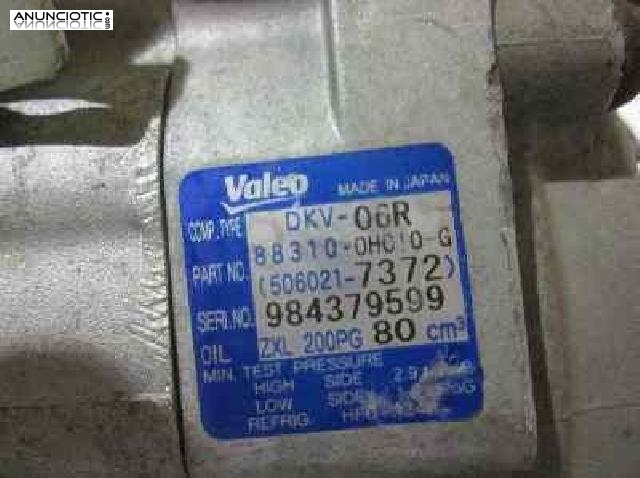 ANUNCIOTIC!
Valeo MADE IN JAPAN
COMP. TYPE DKV-06R
88310-0H010-G
PART NO. (506021-7372)
SERI. NO. 984379599
OIL ZXL 200PG 80 cm³
MIN. TEST PRESSURE
HIGH SIDE
LOW SIDE
REFRIG.